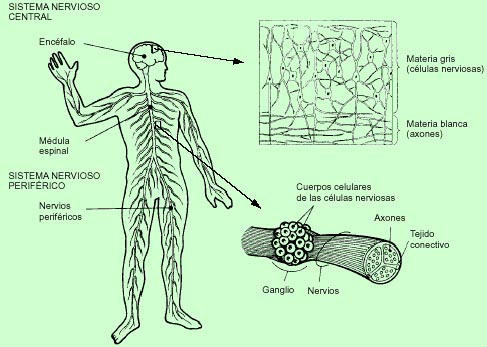 SISTEMA NERVIOSO
CENTRAL
Encéfalo
Médula
espinal
SISTEMA NERVIOSO
PERIFÉRICO
Nervios
periféricos
Materia gris
(células nerviosas)
Materia blanca
(axones)
Cuerpos celulares
de las células nerviosas
Axones
Tejido
conectivo
Ganglio
Nervios